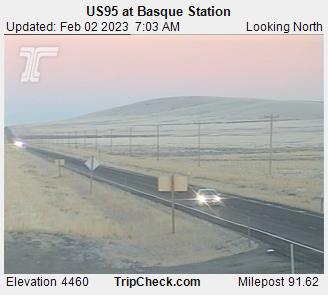 US95 at Basque Station
Updated: Feb 02 2023 7:03 AM Looking North
Elevation 4460 TripCheck.com Milepost 91.62